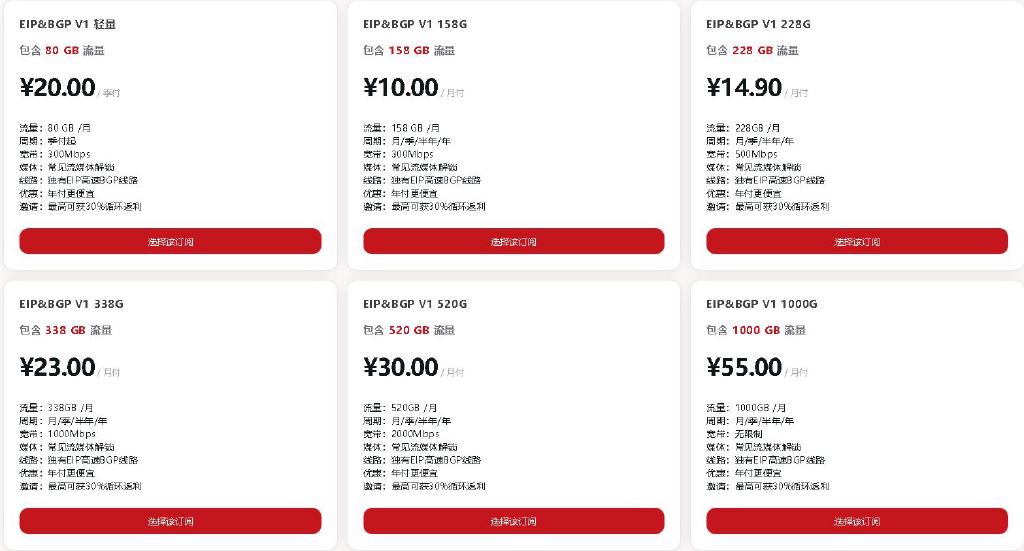 EIP&BGP V1 轻量
包含 80 GB 流量
¥20.00 / 季付
流量：80 GB /月
周期：季付起
宽带：300Mbps
媒体：常见流媒体解锁
线路：独有EIP高速BGP线路
优惠：年付更便宜
邀请：最高可获30%循环返利
选择该订阅
EIP&BGP V1 158G
包含 158 GB 流量
¥10.00 / 月付
流量：158 GB /月
周期：月/季/半年/年
宽带：300Mbps
媒体：常见流媒体解锁
线路：独有EIP高速BGP线路
优惠：年付更便宜
邀请：最高可获30%循环返利
选择该订阅
EIP&BGP V1 228G
包含 228 GB 流量
¥14.90 / 月付
流量：228GB /月
周期：月/季/半年/年
宽带：500Mbps
媒体：常见流媒体解锁
线路：独有EIP高速BGP线路
优惠：年付更便宜
邀请：最高可获30%循环返利
选择该订阅
EIP&BGP V1 338G
包含 338 GB 流量
¥23.00 / 月付
流量：338GB /月
周期：月/季/半年/年
宽带：1000Mbps
媒体：常见流媒体解锁
线路：独有EIP高速BGP线路
优惠：年付更便宜
邀请：最高可获30%循环返利
选择该订阅
EIP&BGP V1 520G
包含 520 GB 流量
¥30.00 / 月付
流量：520GB /月
周期：月/季/半年/年
宽带：2000Mbps
媒体：常见流媒体解锁
线路：独有EIP高速BGP线路
优惠：年付更便宜
邀请：最高可获30%循环返利
选择该订阅
EIP&BGP V1 1000G
包含 1000 GB 流量
¥55.00 / 月付
流量：1000GB /月
周期：月/季/半年/年
宽带：无限制
媒体：常见流媒体解锁
线路：独有EIP高速BGP线路
优惠：年付更便宜
邀请：最高可获30%循环返利
选择该订阅